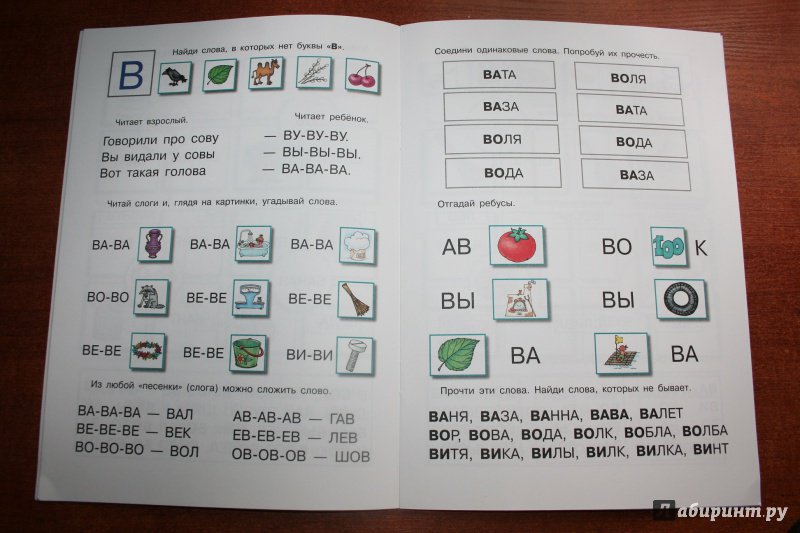 Найди слова, в которых нет буквы «В».
В
Читает взрослый. Читает ребёнок.
Говорили про сову — ВУ-ВУ-ВУ.
Вы видали у совы — ВЫ-ВЫ-ВЫ.
Вот такая голова — ВА-ВА-ВА.
Читай слоги и, глядя на картинки, угадывай слова.
ВА-ВА ВА-ВА ВА-ВА
ВО-ВО ВЕ-ВЕ ВЕ-ВЕ
ВЕ-ВЕ ВЕ-ВЕ ВИ-ВИ
Из любой «песенки» (слога) можно сложить слово.
ВА-ВА-ВА — ВАЛ АВ-АВ-АВ — ГАВ
ВЕ-ВЕ-ВЕ — ВЕК ЕВ-ЕВ-ЕВ — ЛЕВ
ВО-ВО-ВО — ВОЛ ОВ-ОВ-ОВ — ШОВ
Соедини одинаковые слова. Попробуй их прочесть.
ВАТА ВОЛЯ
ВАЗА ВАТА
ВОЛЯ ВОДА
ВОДА ВАЗА
Отгадай ребусы.
АВ ВО 100 К
ВЫ ВЫ
ВА ВА
Прочти эти слова. Найди слова, которых не бывает.
ВАНЯ, ВАЗА, ВАННА, ВАВА, ВАЛЕТ
ВОР, ВОВА, ВОДА, ВОЛК, ВОБЛА, ВОЛБА
ВИТЯ, ВИКА, ВИЛЫ, ВИЛК, ВИЛКА, ВИНТ
Лабиринт.ру